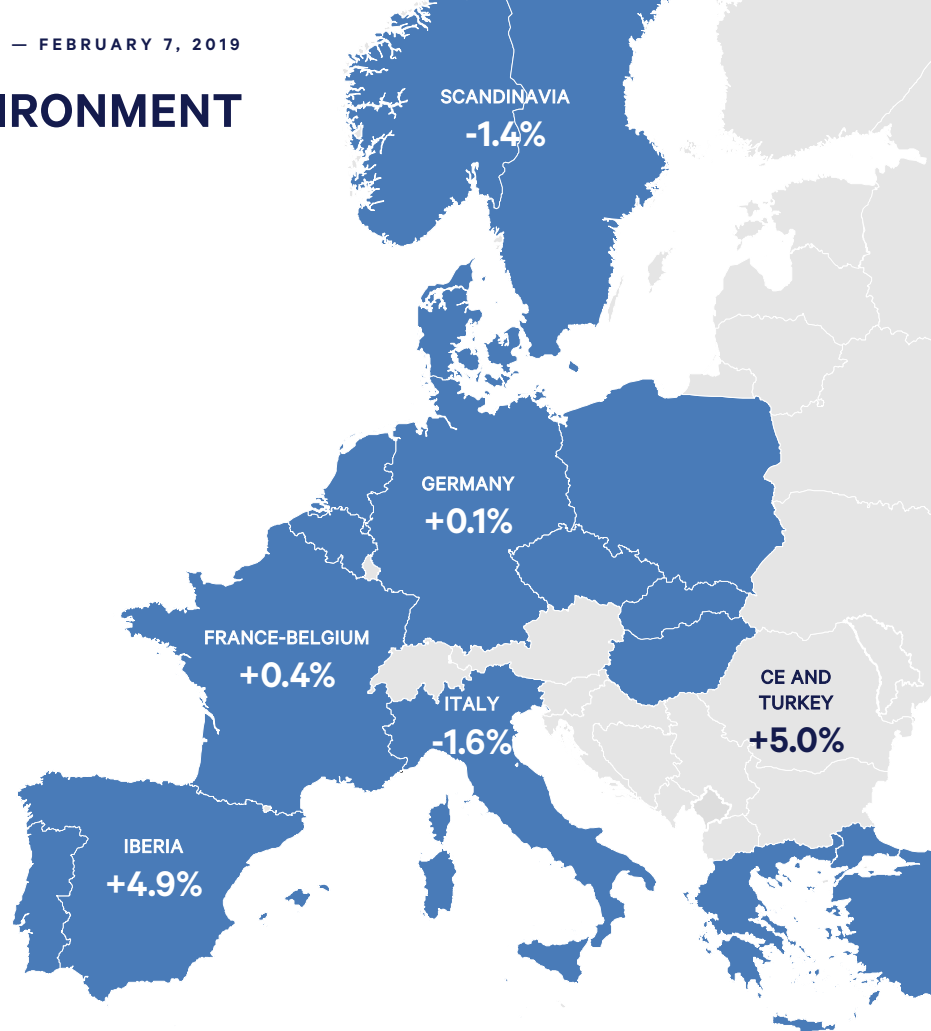 — FEBRUARY 7, 2019
IRONMENT
SCANDINAVIA
-1.4%
GERMANY
+0.1%
FRANCE-BELGIUM
+0.4%
CE AND
TURKEY
+5.0%
ITALY
-1.6%
IBERIA
+4.9%